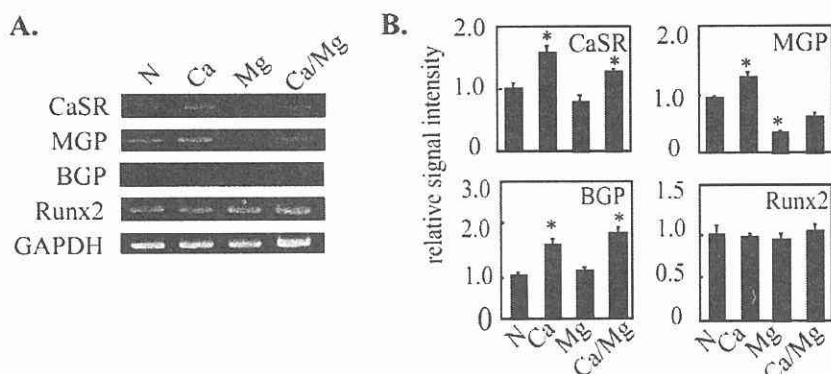 A.
N Ca Mg Ca/Mg
CaSR
MGP
BGP
Runx2
GAPDH
B.
relative signal intensity
2.0
1.0
0
CaSR
*
*
2.0
1.0
0
MGP
*
*
3.0
2.0
1.0
0
BGP
*
*
N Ca Mg Ca/Mg
1.5
1.0
0.5
0
Runx2
N Ca Mg Ca/Mg